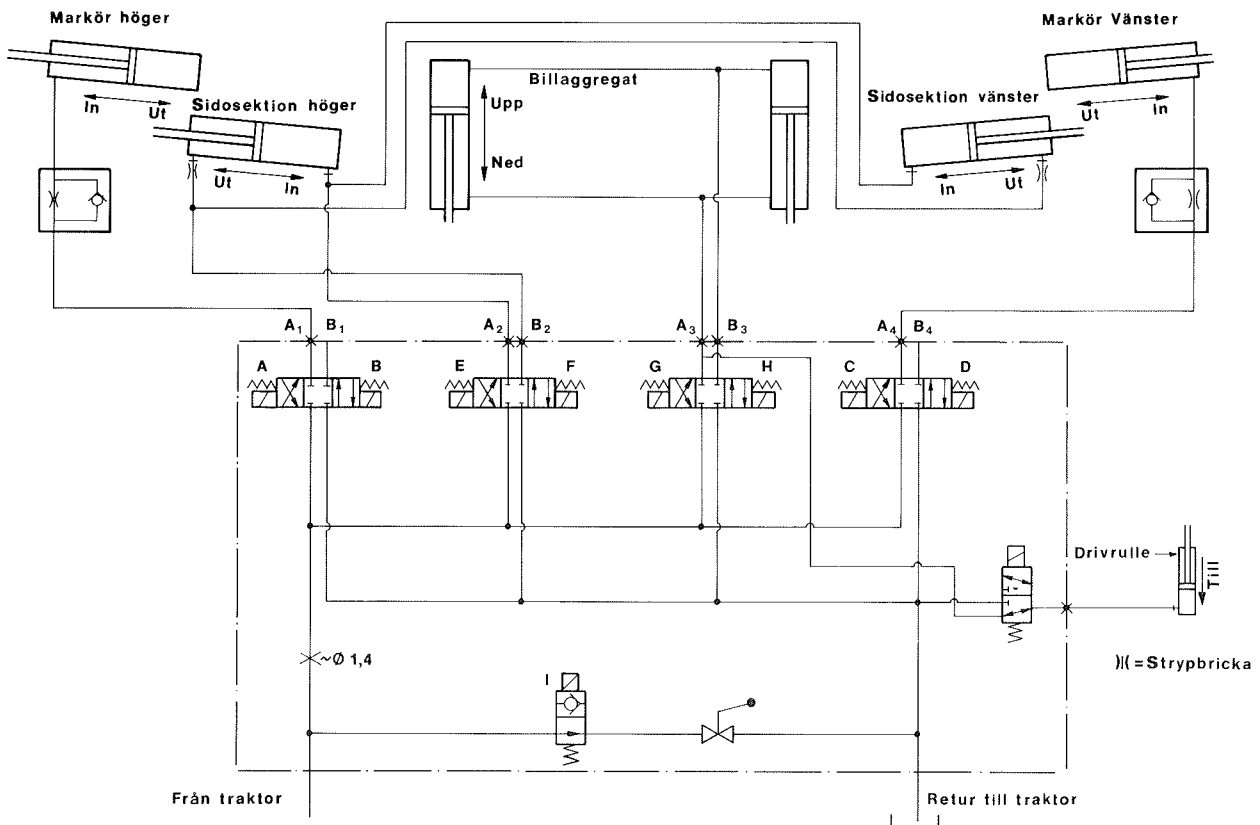 Markör höger
Markör Vänster
Billaggregat
Sidosektion höger
Sidosektion vänster
Upp
In
Ut
Ut
In
Ned
Ut
In
In
Ut
A1 B1
A2 B2
A3 B3
A4 B4
A B
E F
G H
C D
Drivrulle
Till
~Ø 1,4
)|(=Strypbricka
I
Från traktor
Retur till traktor